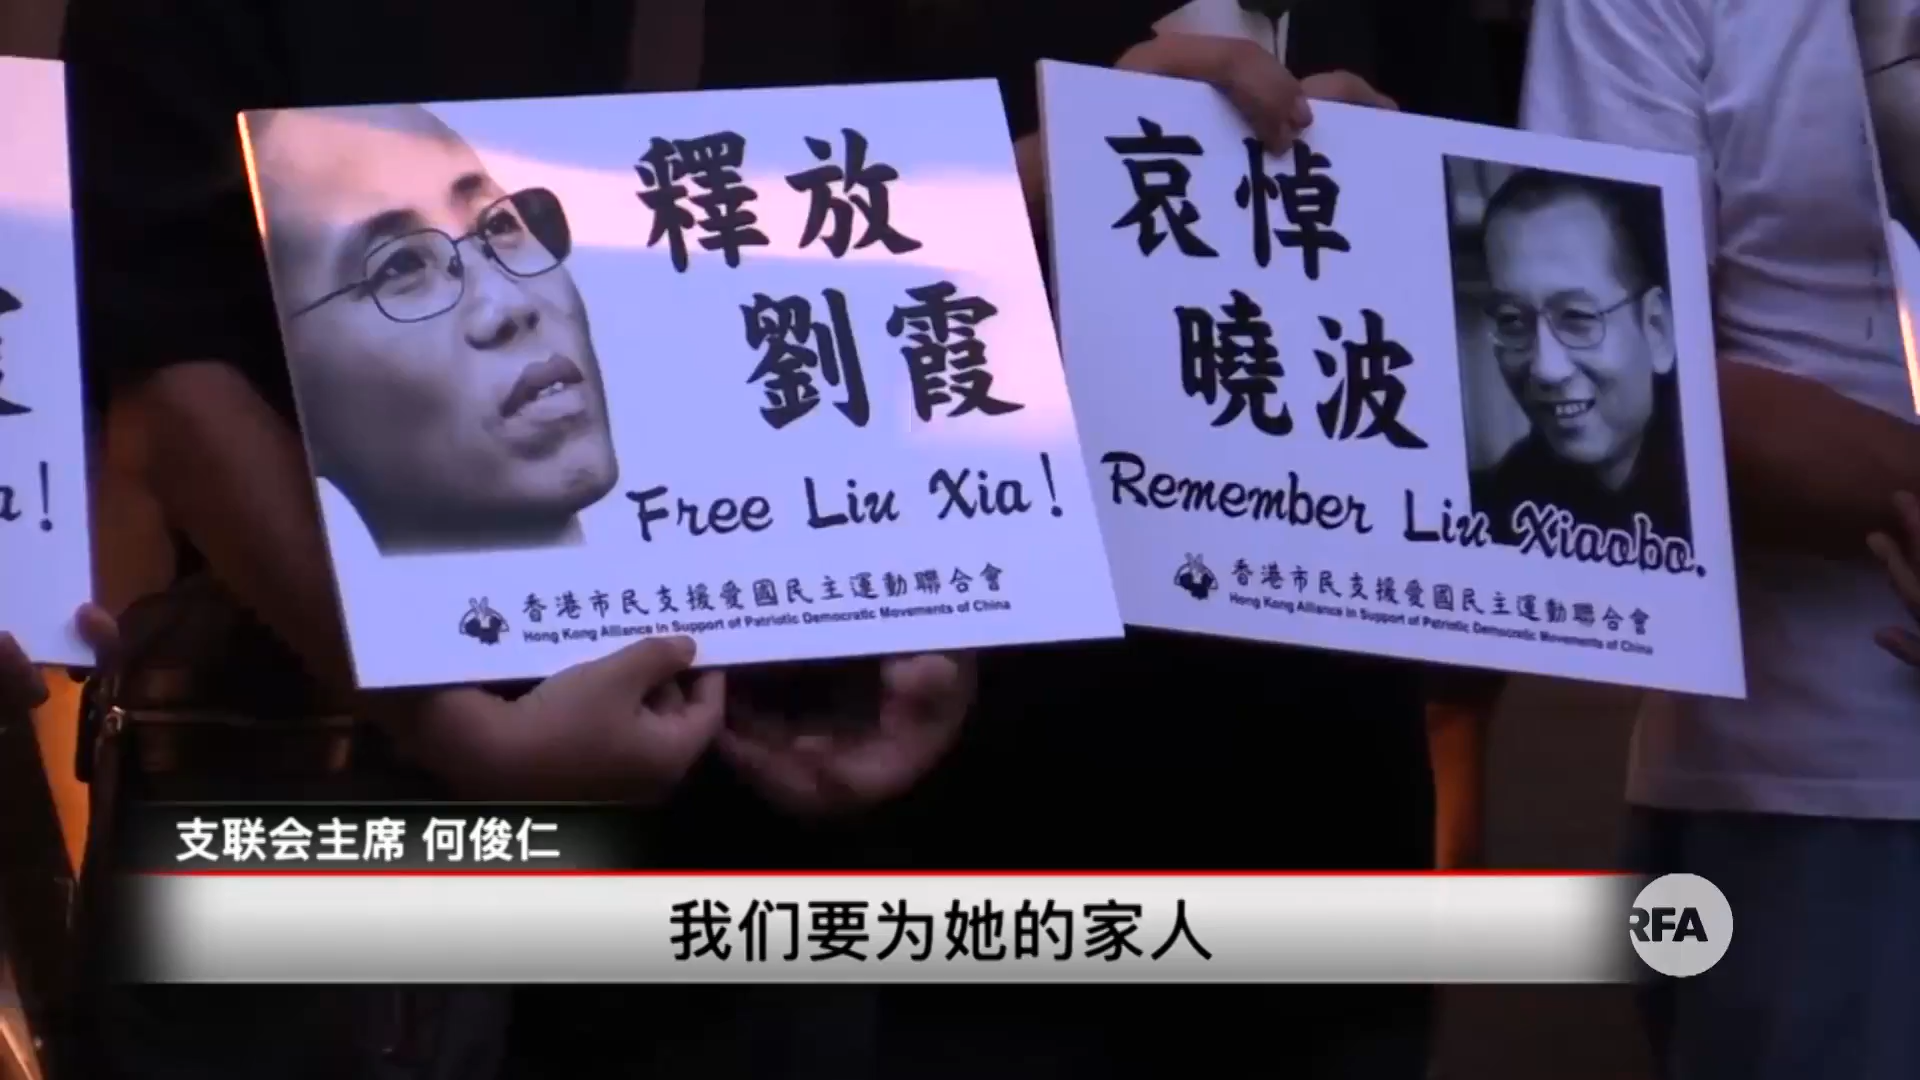 釋放
劉霞
Free Liu Xia!
香港市民支援愛國民主運動聯合會
Hong Kong Alliance in Support of Patriotic Democratic Movements of China
哀悼
曉波
Remember Liu Xiaobo.
香港市民支援愛國民主運動聯合會
Hong Kong Alliance in Support of Patriotic Democratic Movements of China
a!
支联会主席 何俊仁
我们要为她的家人
RFA